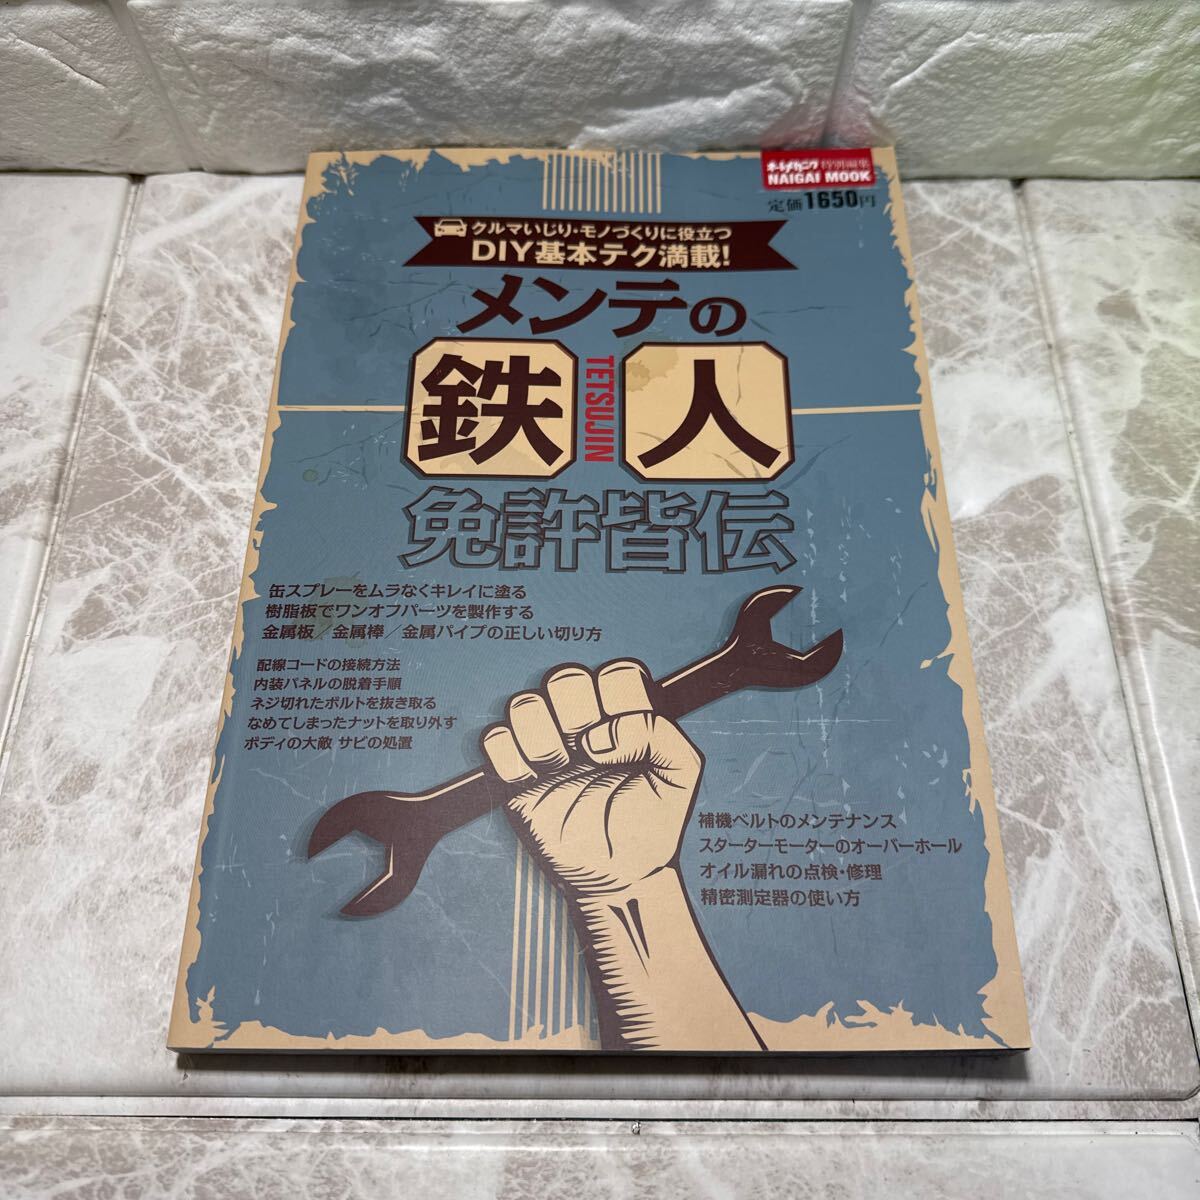 オートメカニック特別編集
NAIGAI MOOK
定価1650円
クルマいじり・モノづくりに役立つ
DIY基本テク満載!
メンテの
鉄人
TETSUJIN
免許皆伝
缶スプレーをムラなくキレイに塗る
樹脂板でワンオフパーツを製作する
金属板/金属棒/金属パイプの正しい切り方
配線コードの接続方法
内装パネルの脱着手順
ネジ切れたボルトを抜き取る
なめてしまったナットを取り外す
ボディの大敵 サビの処置
補機ベルトのメンテナンス
スターターモーターのオーバーホール
オイル漏れの点検・修理
精密測定器の使い方